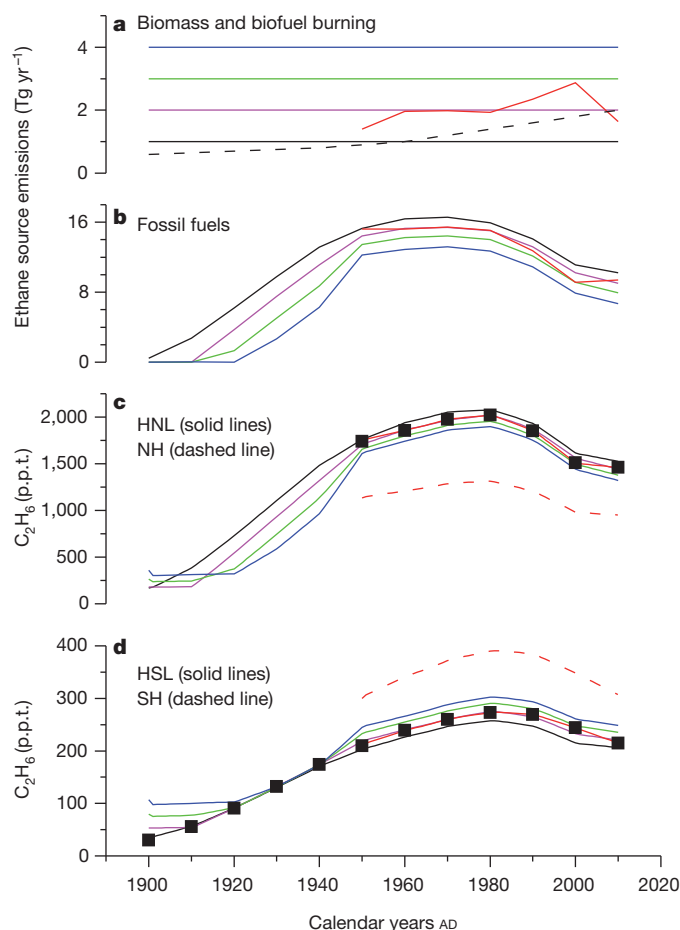 a Biomass and biofuel burning
4
2
0
Ethane source emissions (Tg yr⁻¹)
b Fossil fuels
16
8
0
c HNL (solid lines)
NH (dashed line)
2,000
1,500
1,000
500
0
C₂H₆ (p.p.t.)
d HSL (solid lines)
SH (dashed line)
400
300
200
100
0
C₂H₆ (p.p.t.)
1900 1920 1940 1960 1980 2000 2020
Calendar years AD